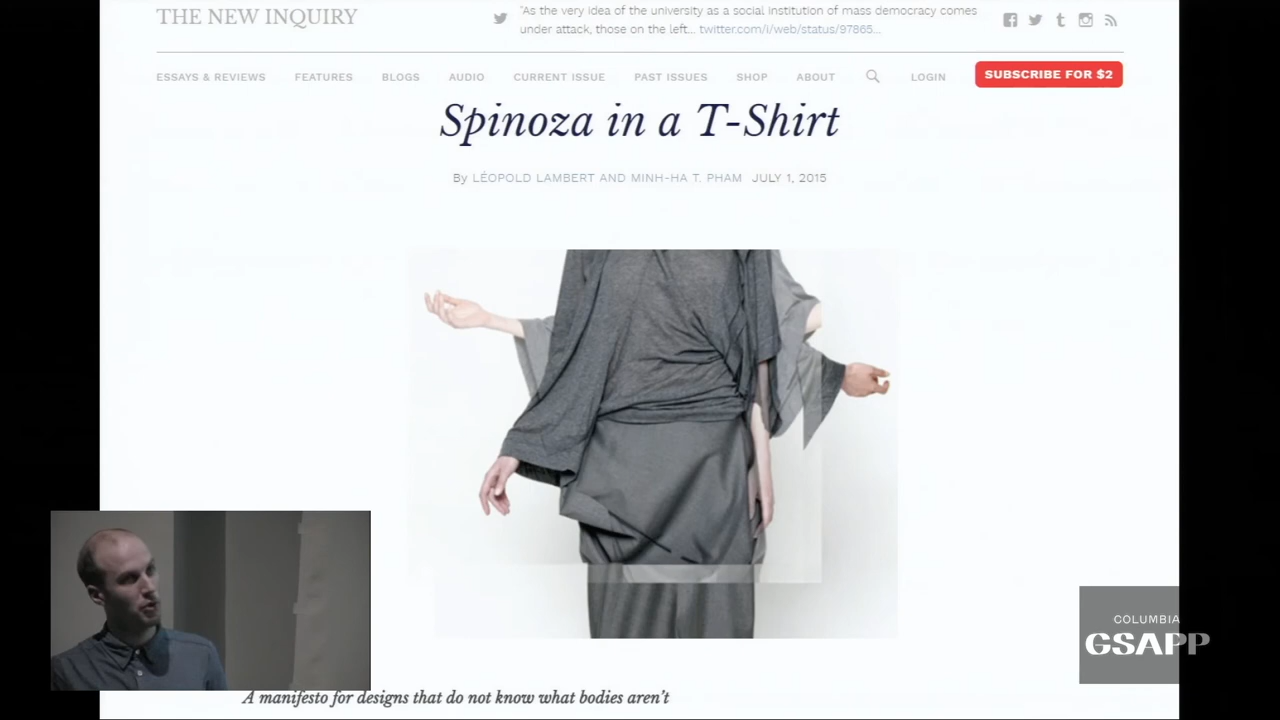 THE NEW INQUIRY
"As the very idea of the university as a social institution of mass democracy comes
under attack, those on the left... twitter.com/i/web/status/97865...
ESSAYS & REVIEWS FEATURES BLOGS AUDIO CURRENT ISSUE PAST ISSUES SHOP ABOUT LOGIN SUBSCRIBE FOR $2
Spinoza in a T-Shirt
By LÉOPOLD LAMBERT AND MINH-HA T. PHAM JULY 1, 2015
COLUMBIA
GSAPP
A manifesto for designs that do not know what bodies aren't